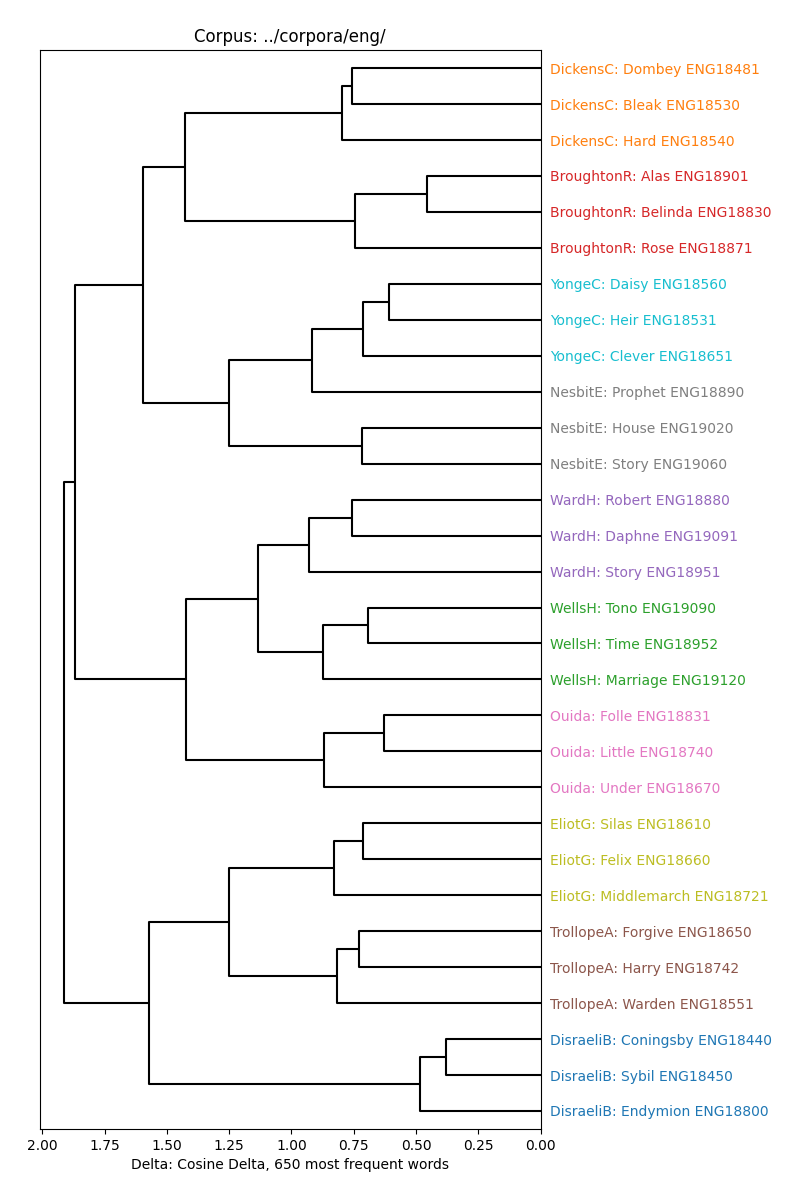 Corpus: ../corpora/eng/
DickensC: Dombey ENG18481
DickensC: Bleak ENG18530
DickensC: Hard ENG18540
BroughtonR: Alas ENG18901
BroughtonR: Belinda ENG18830
BroughtonR: Rose ENG18871
YongeC: Daisy ENG18560
YongeC: Heir ENG18531
YongeC: Clever ENG18651
NesbitE: Prophet ENG18890
NesbitE: House ENG19020
NesbitE: Story ENG19060
WardH: Robert ENG18880
WardH: Daphne ENG19091
WardH: Story ENG18951
WellsH: Tono ENG19090
WellsH: Time ENG18952
WellsH: Marriage ENG19120
Ouida: Folle ENG18831
Ouida: Little ENG18740
Ouida: Under ENG18670
EliotG: Silas ENG18610
EliotG: Felix ENG18660
EliotG: Middlemarch ENG18721
TrollopeA: Forgive ENG18650
TrollopeA: Harry ENG18742
TrollopeA: Warden ENG18551
DisraeliB: Coningsby ENG18440
DisraeliB: Sybil ENG18450
DisraeliB: Endymion ENG18800
2.00 1.75 1.50 1.25 1.00 0.75 0.50 0.25 0.00
Delta: Cosine Delta, 650 most frequent words